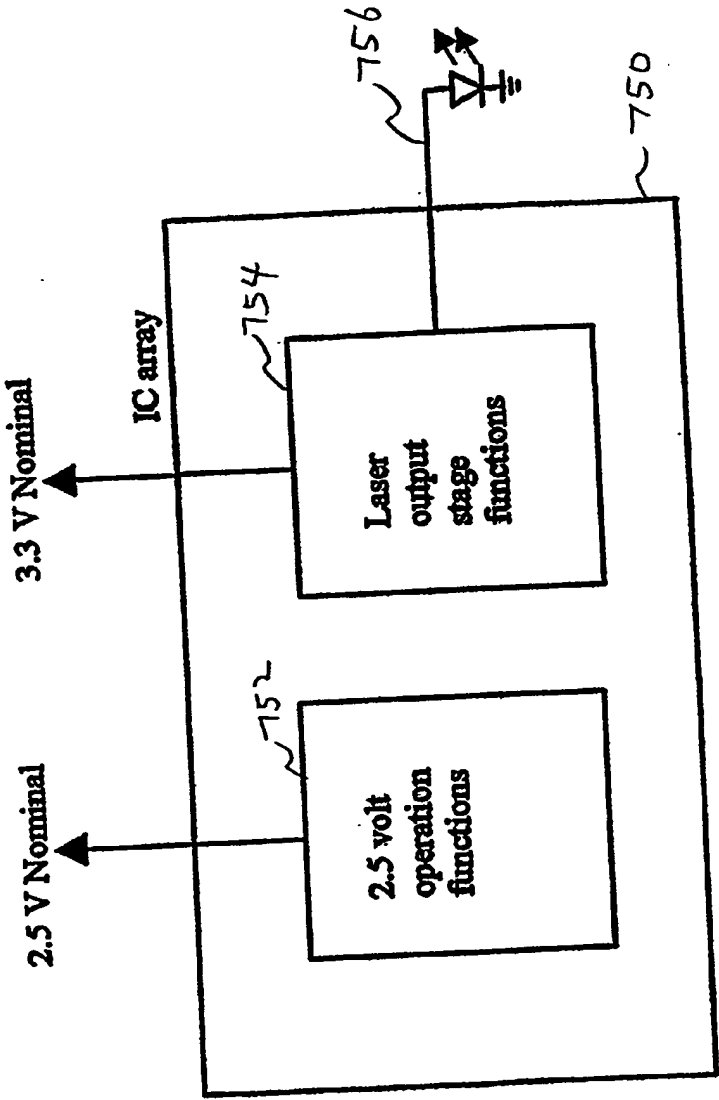 2.5 V Nominal
3.3 V Nominal
IC array
752
2.5 volt
operation
functions
754
Laser
output
stage
functions
756
750